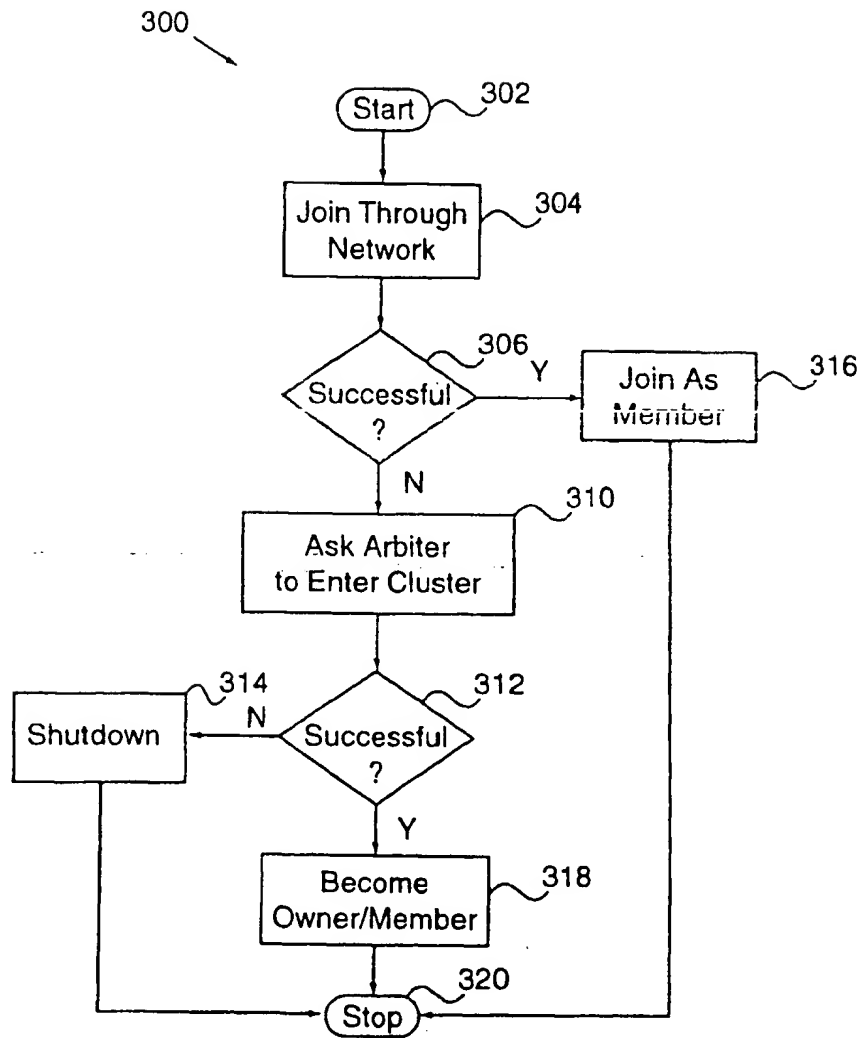 300
Start
302
Join Through
Network
304
Successful
?
306
Y
Join As
Member
316
N
Ask Arbiter
to Enter Cluster
310
Successful
?
312
N
Shutdown
314
Y
Become
Owner/Member
318
Stop
320